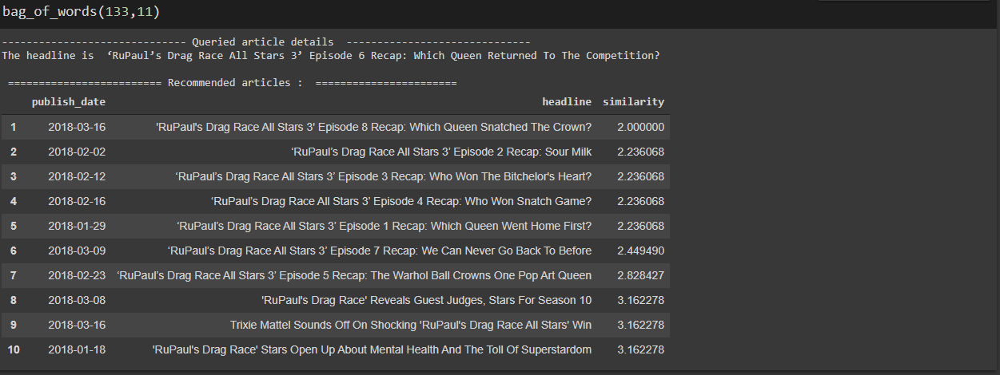 bag_of_words(133,11)
------------------------------ Queried article details ------------------------------
The headline is ‘RuPaul’s Drag Race All Stars 3’ Episode 6 Recap: Which Queen Returned To The Competition?
========================= Recommended articles : =======================
publish_date headline similarity
1 2018-03-16 'RuPaul's Drag Race All Stars 3' Episode 8 Recap: Which Queen Snatched The Crown? 2.000000
2 2018-02-02 ‘RuPaul’s Drag Race All Stars 3’ Episode 2 Recap: Sour Milk 2.236068
3 2018-02-12 ‘RuPaul’s Drag Race All Stars 3’ Episode 3 Recap: Who Won The Bitchelor's Heart? 2.236068
4 2018-02-16 ‘RuPaul’s Drag Race All Stars 3’ Episode 4 Recap: Who Won Snatch Game? 2.236068
5 2018-01-29 ‘RuPaul’s Drag Race All Stars 3’ Episode 1 Recap: Which Queen Went Home First? 2.236068
6 2018-03-09 ‘RuPaul’s Drag Race All Stars 3’ Episode 7 Recap: We Can Never Go Back To Before 2.449490
7 2018-02-23 ‘RuPaul’s Drag Race All Stars 3’ Episode 5 Recap: The Warhol Ball Crowns One Pop Art Queen 2.828427
8 2018-03-08 'RuPaul's Drag Race' Reveals Guest Judges, Stars For Season 10 3.162278
9 2018-03-16 Trixie Mattel Sounds Off On Shocking 'RuPaul's Drag Race All Stars' Win 3.162278
10 2018-01-18 'RuPaul's Drag Race' Stars Open Up About Mental Health And The Toll Of Superstardom 3.162278